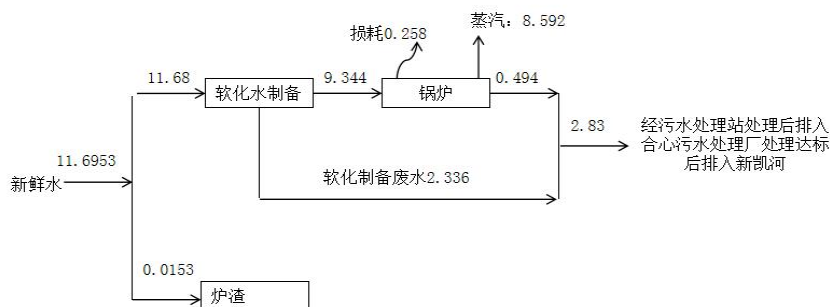 损耗0.258
蒸汽：8.592
11.68
软化水制备
9.344
锅炉
0.494
2.83
经污水处理站处理后排入
合心污水处理厂处理达标
后排入新凯河
11.6953
新鲜水
软化制备废水2.336
0.0153
炉渣